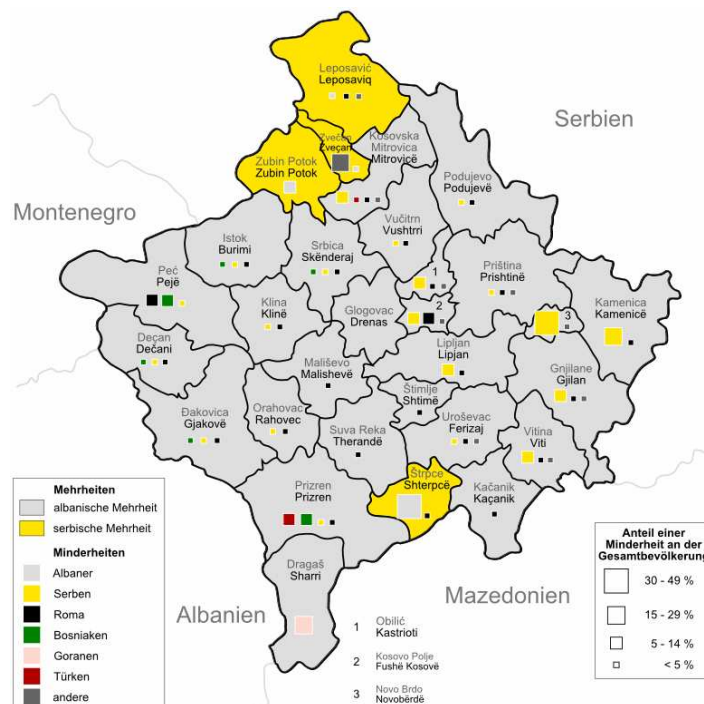 Leposavić
Leposaviq
Serbien
Zvečan
Zveçan
Kosovska
Mitrovica
Mitrovicë
Zubin Potok
Zubin Potok
Podujevo
Podujevë
Montenegro
Vučitrn
Vushtrri
Istok
Burimi
Srbica
Skënderaj
Priština
Prishtinë
Peć
Pejë
1
Kamenica
Kamenicë
Klina
Klinë
Glogovac
Drenas
2
3
Deçan
Dečani
Lipljan
Lipjan
Mališevo
Malishevë
Gnjilane
Gjilan
Štimlje
Shtimë
Đakovica
Gjakovë
Orahovac
Rahovec
Suva Reka
Therandë
Uroševac
Ferizaj
Vitina
Viti
Štrpce
Shterpcë
Prizren
Prizren
Kačanik
Kaçanik
Dragaš
Sharri
Albanien
Mazedonien
Mehrheiten
albanische Mehrheit
serbische Mehrheit
Minderheiten
Albaner
Serben
Roma
Bosniaken
Goranen
Türken
andere
1 Obilić
Kastrioti
2 Kosovo Polje
Fushë Kosovë
3 Novo Brdo
Novobërdë
Anteil einer
Minderheit an der
Gesamtbevölkerung
30 - 49 %
15 - 29 %
5 - 14 %
< 5 %